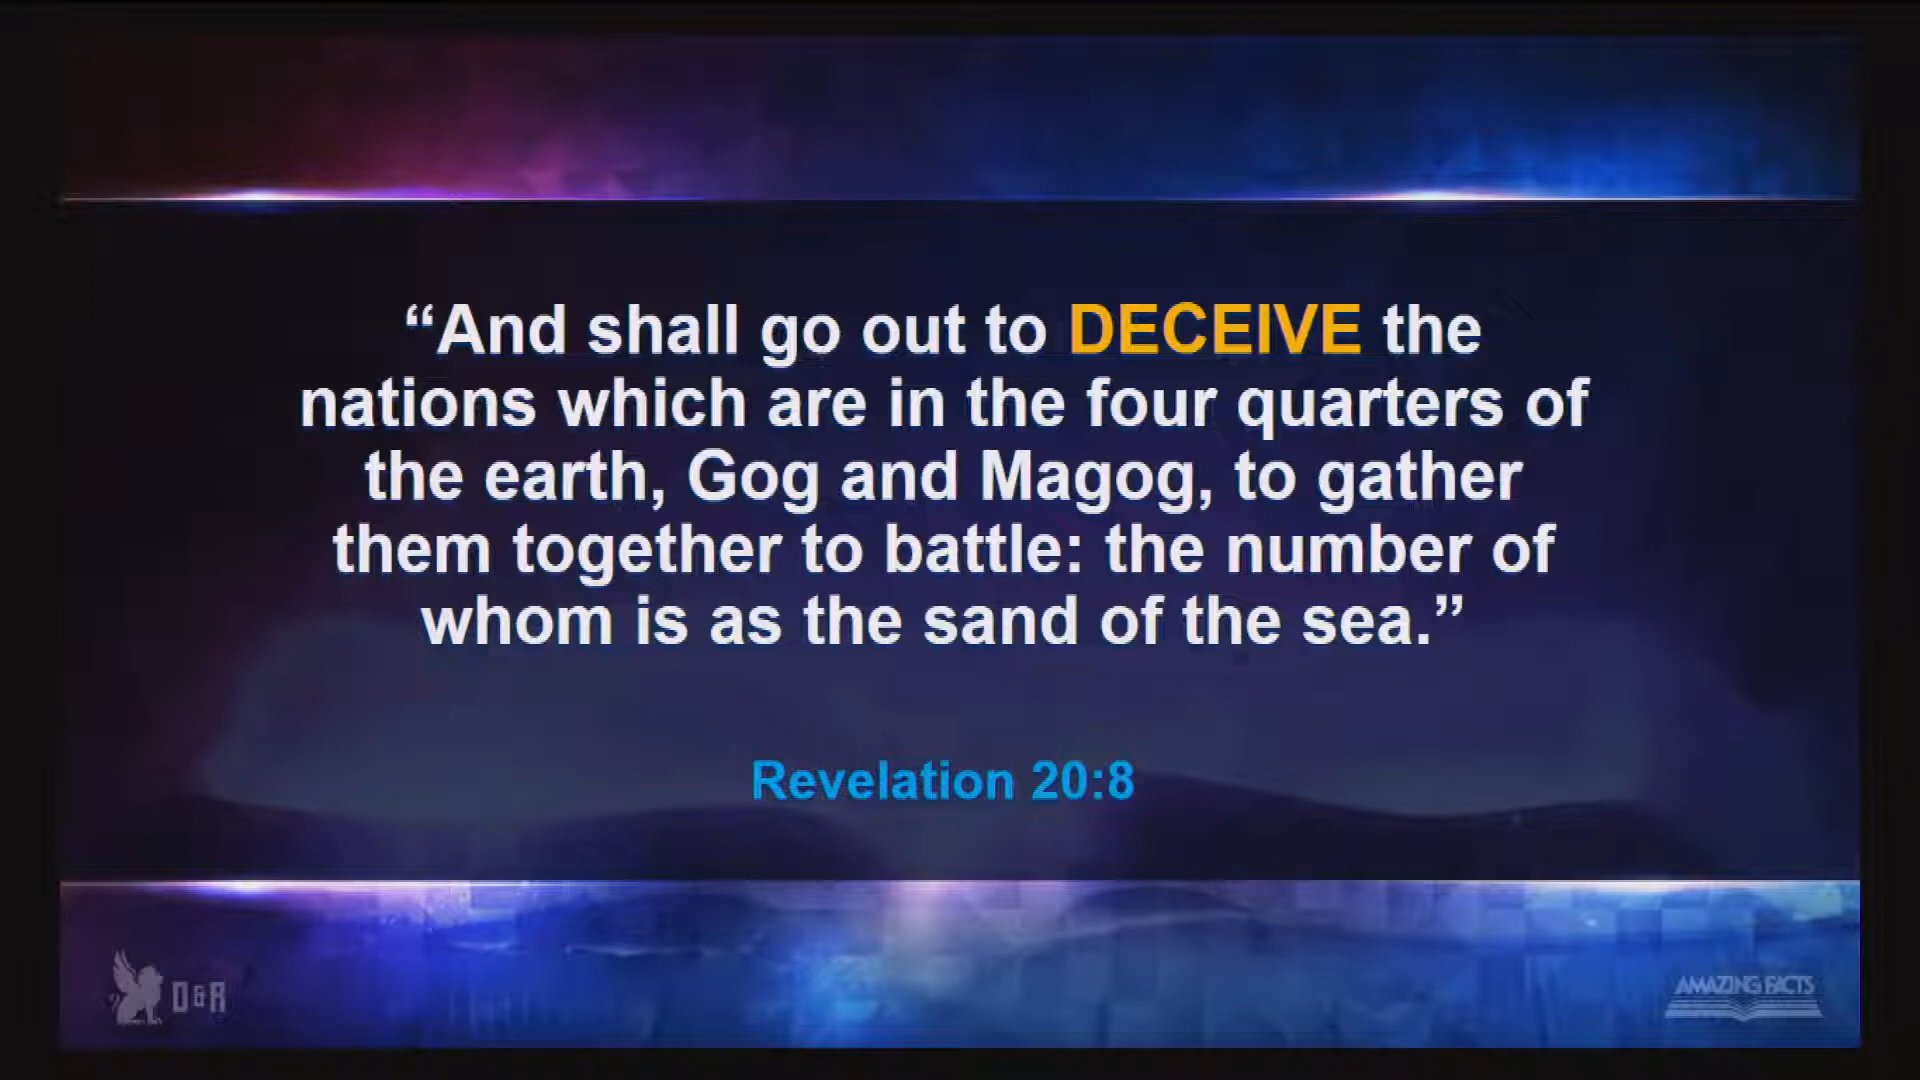 “And shall go out to DECEIVE the
nations which are in the four quarters of
the earth, Gog and Magog, to gather
them together to battle: the number of
whom is as the sand of the sea.”
Revelation 20:8
D&R
AMAZING FACTS